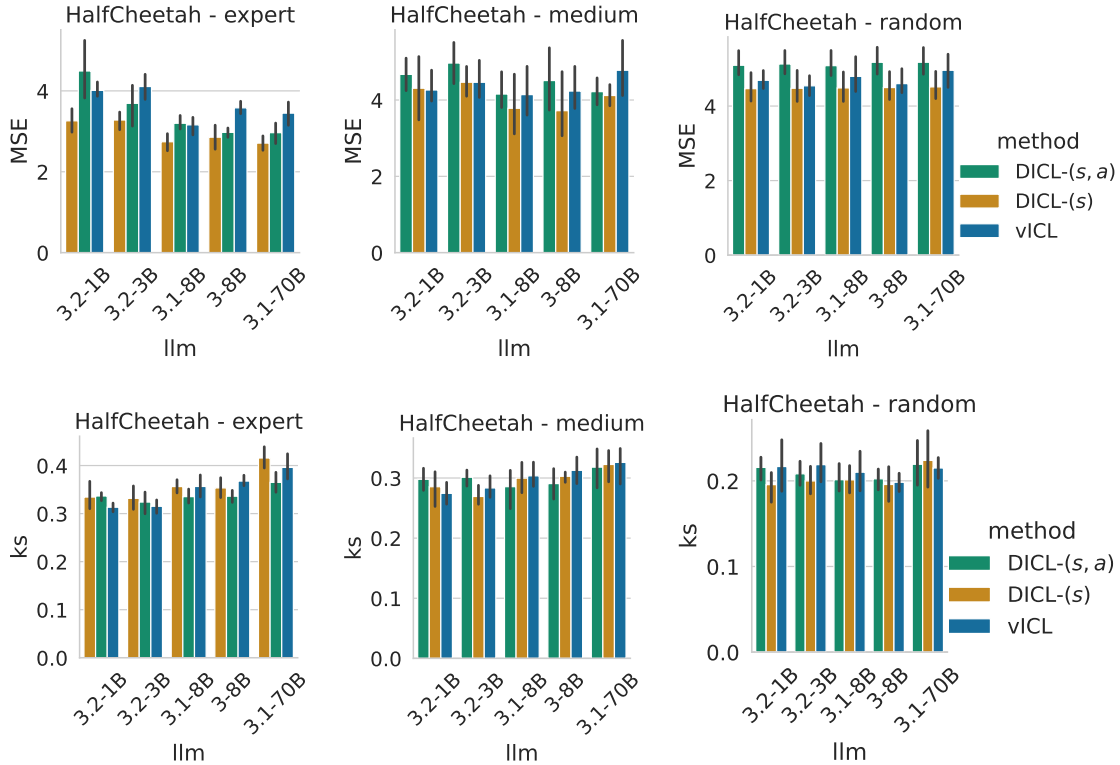 HalfCheetah - expert
HalfCheetah - medium
HalfCheetah - random
MSE
4
2
0
3.2-1B
3.2-3B
3.1-8B
3-8B
3.1-70B
llm
MSE
4
2
0
3.2-1B
3.2-3B
3.1-8B
3-8B
3.1-70B
llm
MSE
4
2
0
3.2-1B
3.2-3B
3.1-8B
3-8B
3.1-70B
llm
method
DICL-(s, a)
DICL-(s)
vICL
HalfCheetah - expert
HalfCheetah - medium
HalfCheetah - random
ks
0.4
0.3
0.2
0.1
0.0
3.2-1B
3.2-3B
3.1-8B
3-8B
3.1-70B
llm
ks
0.3
0.2
0.1
0.0
3.2-1B
3.2-3B
3.1-8B
3-8B
3.1-70B
llm
ks
0.2
0.1
0.0
3.2-1B
3.2-3B
3.1-8B
3-8B
3.1-70B
llm
method
DICL-(s, a)
DICL-(s)
vICL